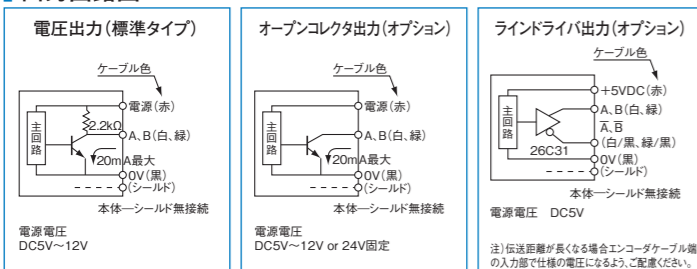 電圧出力(標準タイプ)
ケーブル色
電源(赤)
主回路
2.2kΩ
A、B(白、緑)
20mA最大
0V(黒)
(シールド)
本体―シールド無接続
電源電圧
DC5V～12V
オープンコレクタ出力(オプション)
ケーブル色
電源(赤)
主回路
A、B(白、緑)
20mA最大
0V(黒)
(シールド)
本体―シールド無接続
電源電圧
DC5V～12V or 24V固定
ラインドライバ出力(オプション)
ケーブル色
+5VDC(赤)
主回路
A、B(白、緑)
A̅、B̅
(白/黒、緑/黒)
26C31
0V(黒)
(シールド)
本体―シールド無接続
電源電圧 DC5V
注)伝送距離が長くなる場合エンコーダケーブル端
の入力部で仕様の電圧になるよう、ご配慮ください。